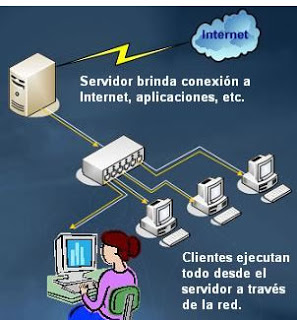 Internet
Servidor brinda conexión a
Internet, aplicaciones, etc.
Clientes ejecutan
todo desde el
servidor a través
de la red.